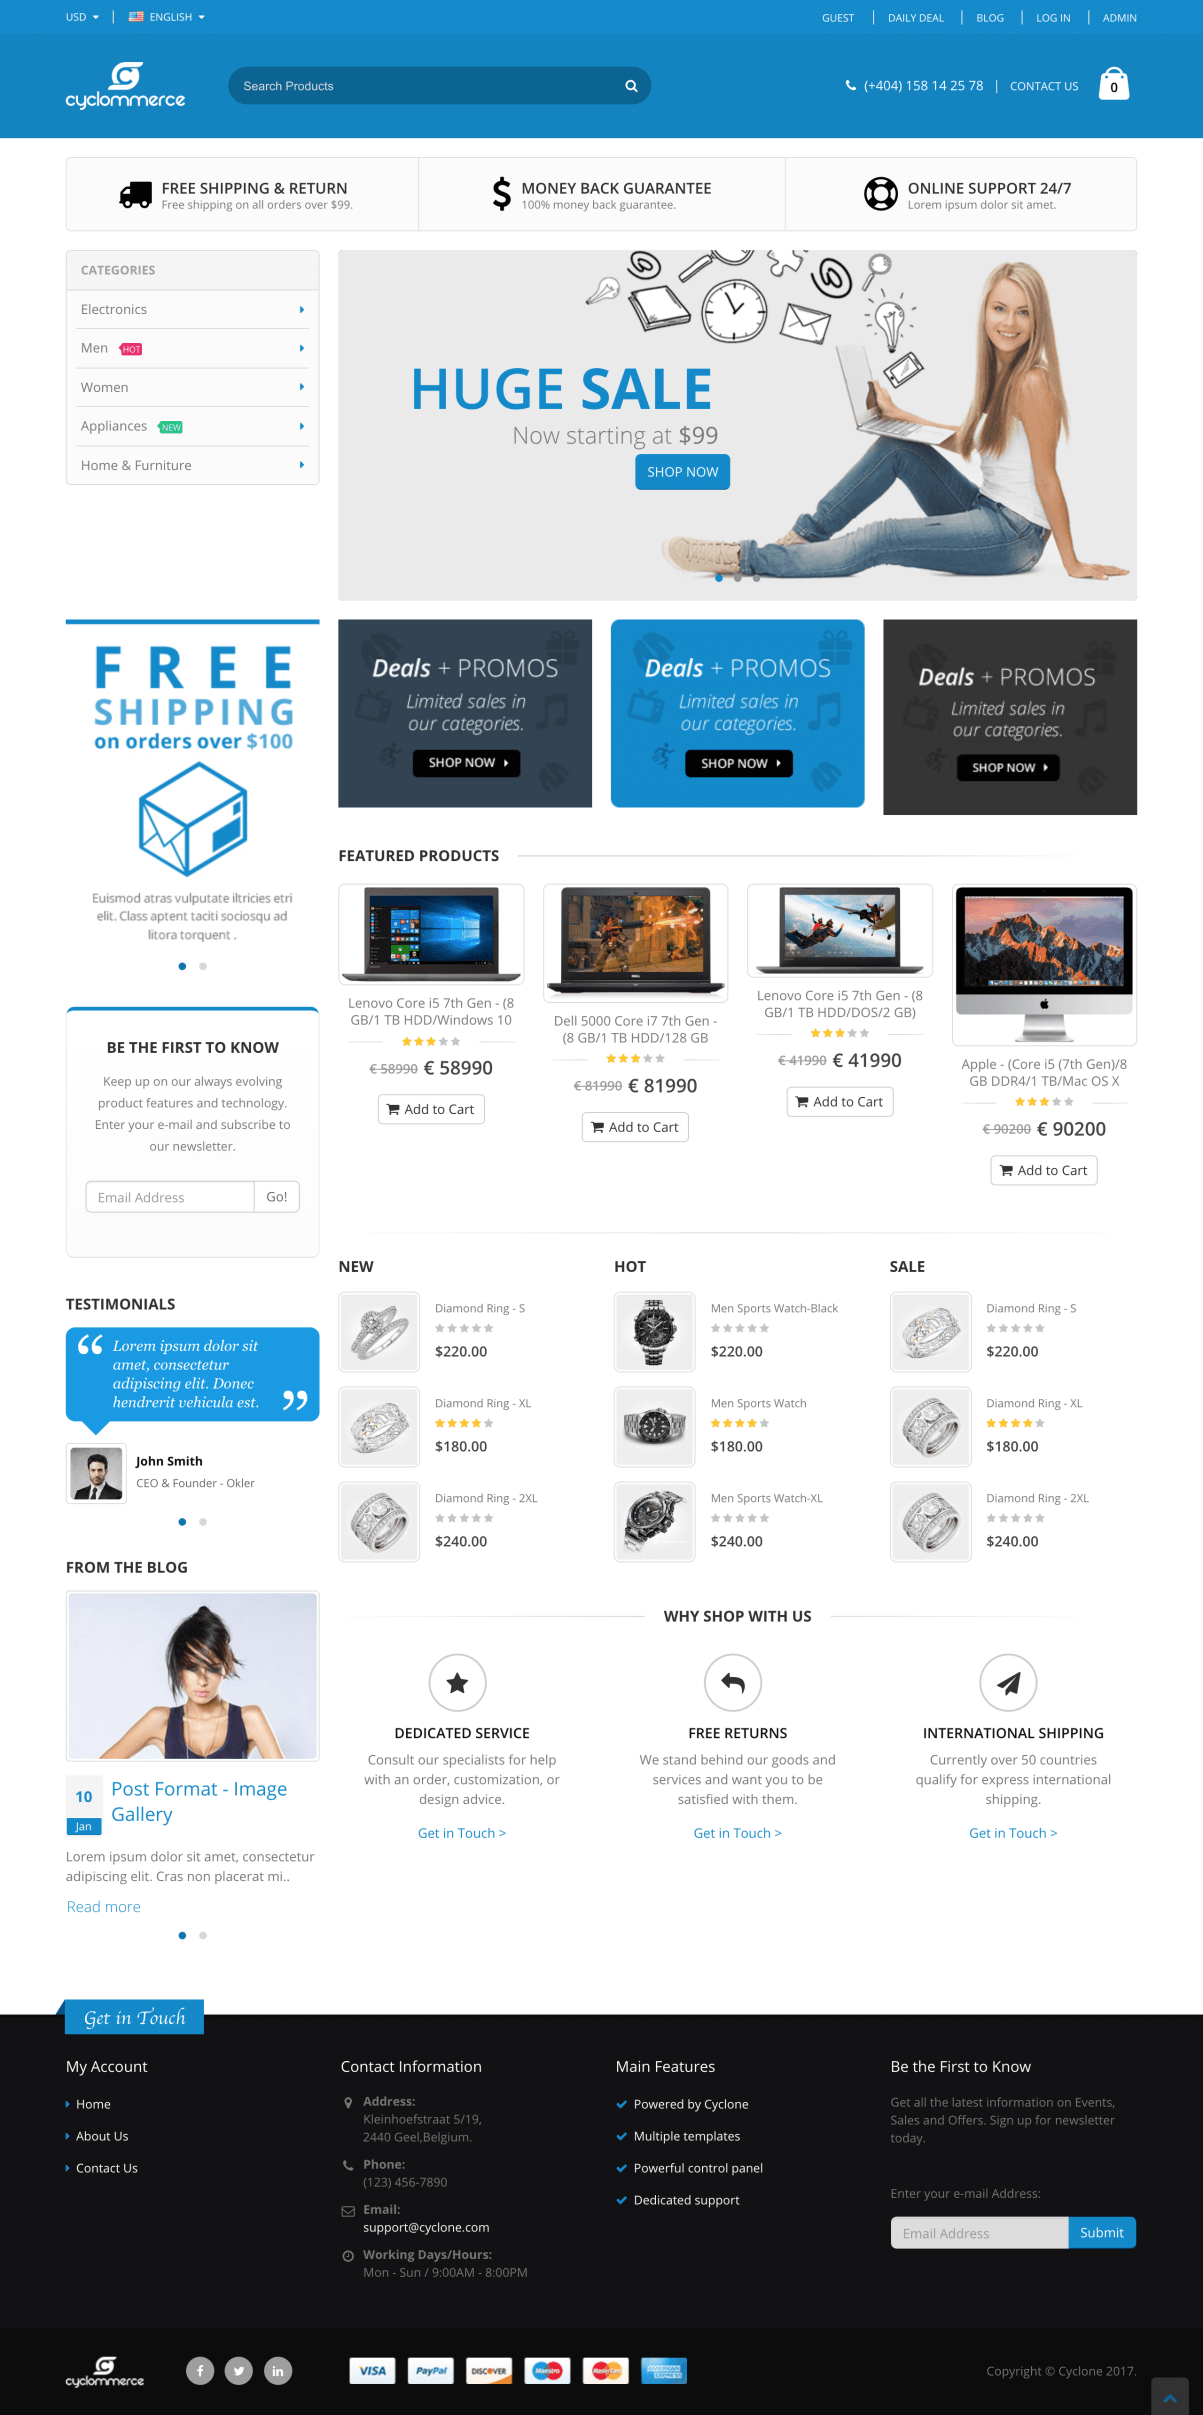 USD
ENGLISH
GUEST
DAILY DEAL
BLOG
LOG IN
ADMIN
cyclommerce
Search Products
(+404) 158 14 25 78
CONTACT US
0
FREE SHIPPING & RETURN
Free shipping on all orders over $99.
MONEY BACK GUARANTEE
100% money back guarantee.
ONLINE SUPPORT 24/7
Lorem ipsum dolor sit amet.
CATEGORIES
Electronics
Men HOT
Women
Appliances NEW
Home & Furniture
HUGE SALE
Now starting at $99
SHOP NOW
FREE
SHIPPING
on orders over $100
Euismod atras vulputate iltricies etri
elit. Class aptent taciti sociosqu ad
litora torquent .
Deals + PROMOS
Limited sales in
our categories.
SHOP NOW
Deals + PROMOS
Limited sales in
our categories.
SHOP NOW
Deals + PROMOS
Limited sales in
our categories.
SHOP NOW
FEATURED PRODUCTS
Lenovo Core i5 7th Gen - (8
GB/1 TB HDD/Windows 10
€ 58990 € 58990
Add to Cart
DELL
Dell 5000 Core i7 7th Gen -
(8 GB/1 TB HDD/128 GB
€ 81990 € 81990
Add to Cart
Lenovo Core i5 7th Gen - (8
GB/1 TB HDD/DOS/2 GB)
€ 41990 € 41990
Add to Cart
Apple - (Core i5 (7th Gen)/8
GB DDR4/1 TB/Mac OS X
€ 90200 € 90200
Add to Cart
BE THE FIRST TO KNOW
Keep up on our always evolving
product features and technology.
Enter your e-mail and subscribe to
our newsletter.
Email Address
Go!
NEW
Diamond Ring - S
$220.00
Diamond Ring - XL
$180.00
Diamond Ring - 2XL
$240.00
HOT
Men Sports Watch-Black
$220.00
Men Sports Watch
$180.00
Men Sports Watch-XL
$240.00
SALE
Diamond Ring - S
$220.00
Diamond Ring - XL
$180.00
Diamond Ring - 2XL
$240.00
TESTIMONIALS
“ Lorem ipsum dolor sit
amet, consectetur
adipiscing elit. Donec
hendrerit vehicula est. ”
John Smith
CEO & Founder - Okler
FROM THE BLOG
10
Jan
Post Format - Image
Gallery
Lorem ipsum dolor sit amet, consectetur
adipiscing elit. Cras non placerat mi..
Read more
WHY SHOP WITH US
DEDICATED SERVICE
Consult our specialists for help
with an order, customization, or
design advice.
Get in Touch >
FREE RETURNS
We stand behind our goods and
services and want you to be
satisfied with them.
Get in Touch >
INTERNATIONAL SHIPPING
Currently over 50 countries
qualify for express international
shipping.
Get in Touch >
Get in Touch
My Account
Home
About Us
Contact Us
Contact Information
Address:
Kleinhoefstraat 5/19,
2440 Geel,Belgium.
Phone:
(123) 456-7890
Email:
support@cyclone.com
Working Days/Hours:
Mon - Sun / 9:00AM - 8:00PM
Main Features
Powered by Cyclone
Multiple templates
Powerful control panel
Dedicated support
Be the First to Know
Get all the latest information on Events,
Sales and Offers. Sign up for newsletter
today.
Enter your e-mail Address:
Email Address
Submit
cyclommerce
f
in
VISA
PayPal
DISCOVER
Maestro
MasterCard
AMERICAN EXPRESS
Copyright © Cyclone 2017.